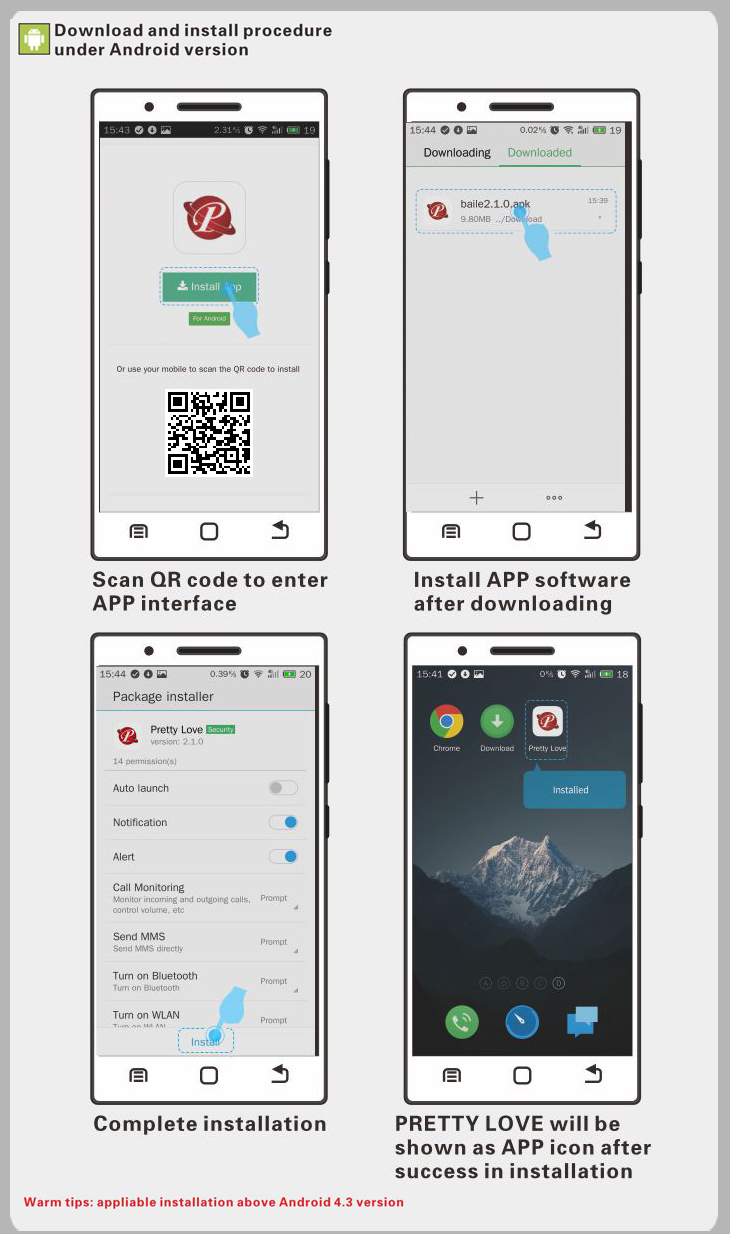 Download and install procedure
under Android version
15:43 2.31% 19
P
Install App
For Android
Or use your mobile to scan the QR code to install
Scan QR code to enter
APP interface
15:44 0.02% 19
Downloading Downloaded
baile2.1.0.apk 15:39
9.80MB ../Download
Install APP software
after downloading
15:44 0.39% 20
Package installer
Pretty Love Security
version: 2.1.0
14 permission(s)
Auto launch
Notification
Alert
Call Monitoring
Monitor incoming and outgoing calls, Prompt
control volume, etc
Send MMS
Send MMS directly Prompt
Turn on Bluetooth
Turn on Bluetooth Prompt
Turn on WLAN
Turn on WLAN Prompt
Install
Complete installation
15:41 0% 18
Chrome Download Pretty Love
Installed
PRETTY LOVE will be
shown as APP icon after
success in installation
Warm tips: appliable installation above Android 4.3 version